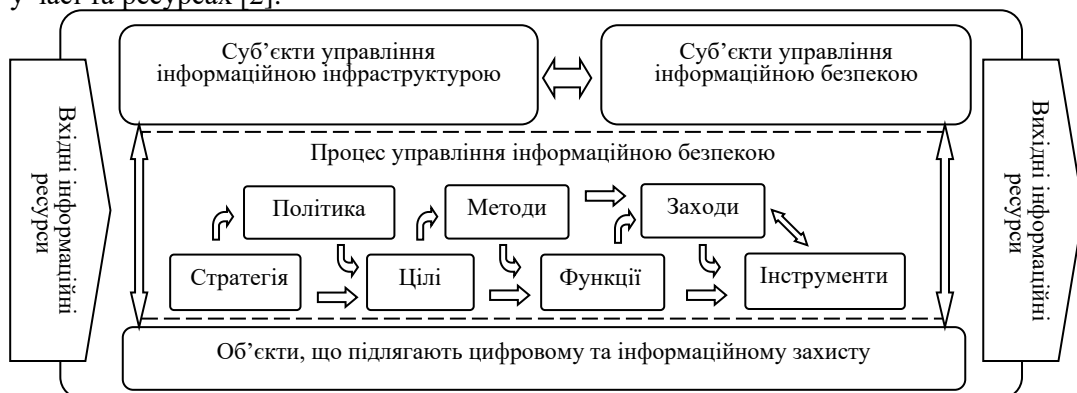 у часі та ресурсах [2].
Суб’єкти управління
інформаційною інфраструктурою
Суб’єкти управління
інформаційною безпекою
Вхідні інформаційні
ресурси
Процес управління інформаційною безпекою
Політика
Методи
Заходи
Стратегія
Цілі
Функції
Інструменти
Об’єкти, що підлягають цифровому та інформаційному захисту
Вихідні інформаційні
ресурси